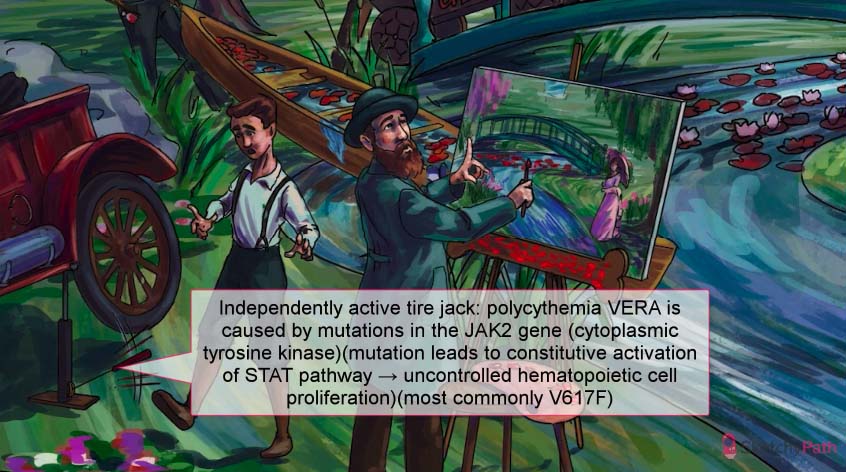 Independently active tire jack: polycythemia VERA is
caused by mutations in the JAK2 gene (cytoplasmic
tyrosine kinase)(mutation leads to constitutive activation
of STAT pathway → uncontrolled hematopoietic cell
proliferation)(most commonly V617F)
SketchyPath